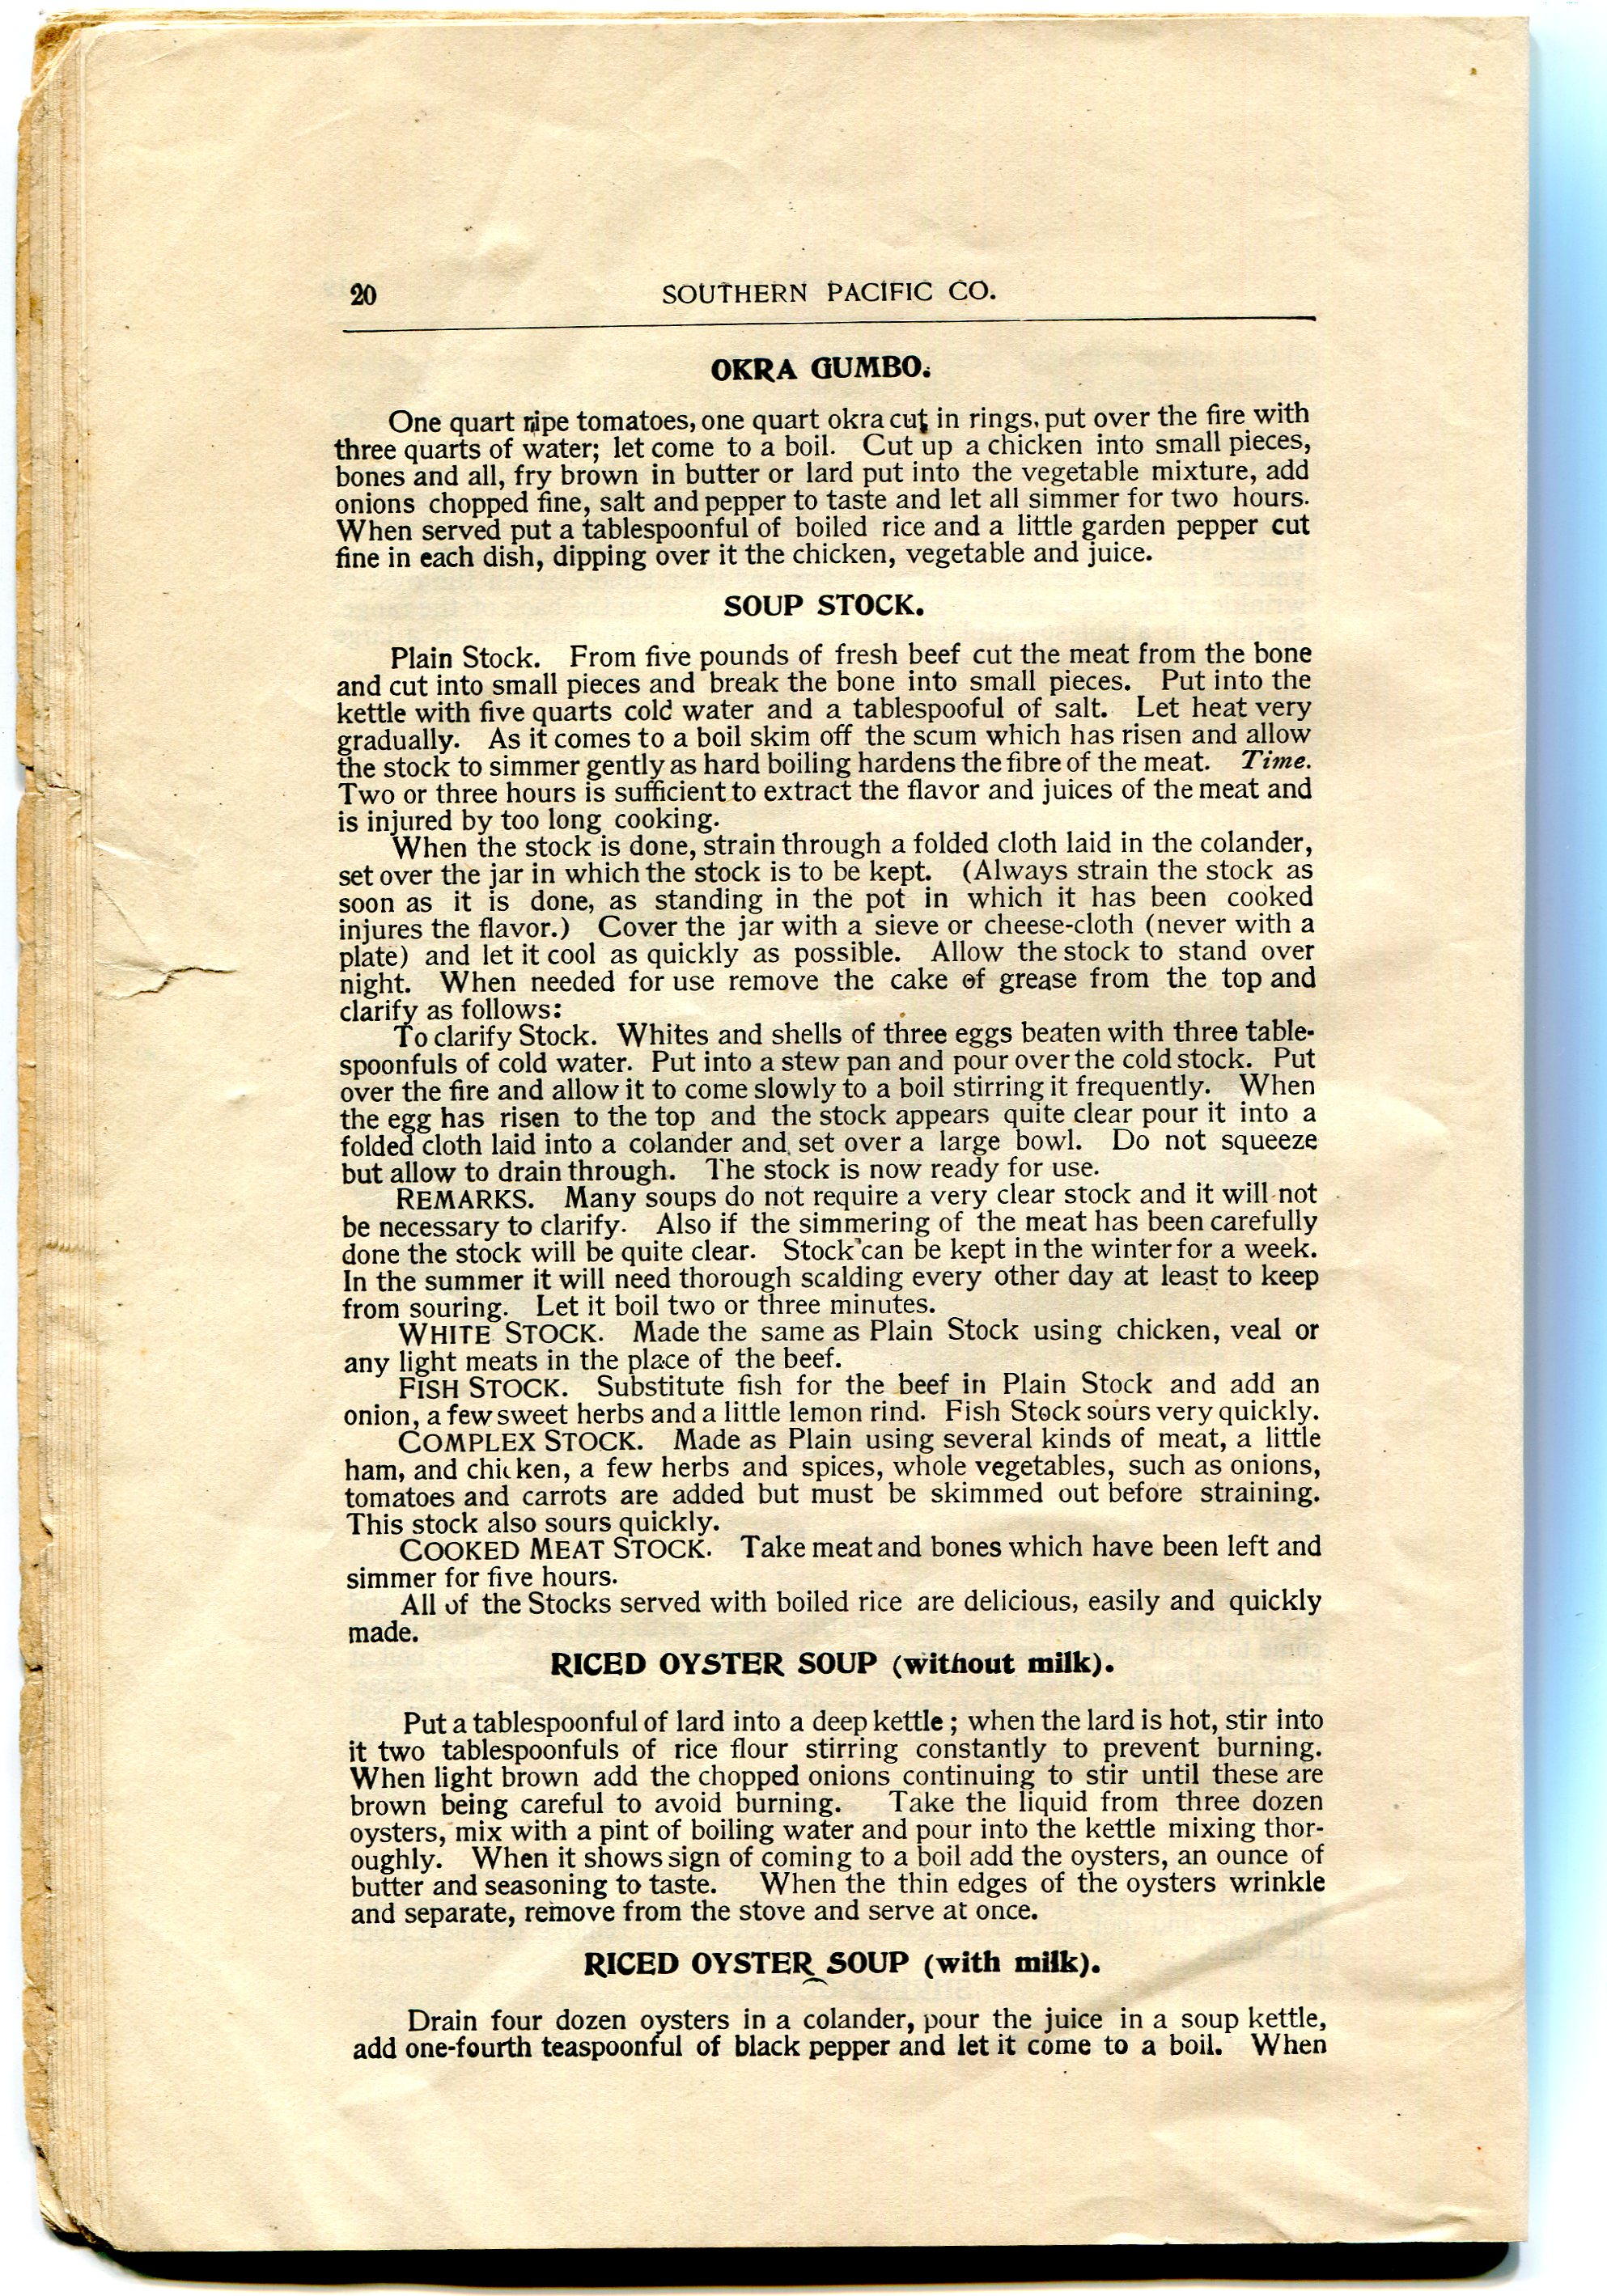 20 SOUTHERN PACIFIC CO.
OKRA GUMBO.
One quart ripe tomatoes, one quart okra cut in rings, put over the fire with
three quarts of water; let come to a boil. Cut up a chicken into small pieces,
bones and all, fry brown in butter or lard put into the vegetable mixture, add
onions chopped fine, salt and pepper to taste and let all simmer for two hours.
When served put a tablespoonful of boiled rice and a little garden pepper cut
fine in each dish, dipping over it the chicken, vegetable and juice.
SOUP STOCK.
Plain Stock. From five pounds of fresh beef cut the meat from the bone
and cut into small pieces and break the bone into small pieces. Put into the
kettle with five quarts cold water and a tablespooful of salt. Let heat very
gradually. As it comes to a boil skim off the scum which has risen and allow
the stock to simmer gently as hard boiling hardens the fibre of the meat. Time.
Two or three hours is sufficient to extract the flavor and juices of the meat and
is injured by too long cooking.
When the stock is done, strain through a folded cloth laid in the colander,
set over the jar in which the stock is to be kept. (Always strain the stock as
soon as it is done, as standing in the pot in which it has been cooked
injures the flavor.) Cover the jar with a sieve or cheese-cloth (never with a
plate) and let it cool as quickly as possible. Allow the stock to stand over
night. When needed for use remove the cake of grease from the top and
clarify as follows:
To clarify Stock. Whites and shells of three eggs beaten with three table-
spoonfuls of cold water. Put into a stew pan and pour over the cold stock. Put
over the fire and allow it to come slowly to a boil stirring it frequently. When
the egg has risen to the top and the stock appears quite clear pour it into a
folded cloth laid into a colander and set over a large bowl. Do not squeeze
but allow to drain through. The stock is now ready for use.
REMARKS. Many soups do not require a very clear stock and it will not
be necessary to clarify. Also if the simmering of the meat has been carefully
done the stock will be quite clear. Stock can be kept in the winter for a week.
In the summer it will need thorough scalding every other day at least to keep
from souring. Let it boil two or three minutes.
WHITE STOCK. Made the same as Plain Stock using chicken, veal or
any light meats in the place of the beef.
FISH STOCK. Substitute fish for the beef in Plain Stock and add an
onion, a few sweet herbs and a little lemon rind. Fish Stock sours very quickly.
COMPLEX STOCK. Made as Plain using several kinds of meat, a little
ham, and chicken, a few herbs and spices, whole vegetables, such as onions,
tomatoes and carrots are added but must be skimmed out before straining.
This stock also sours quickly.
COOKED MEAT STOCK. Take meat and bones which have been left and
simmer for five hours.
All of the Stocks served with boiled rice are delicious, easily and quickly
made.
RICED OYSTER SOUP (without milk).
Put a tablespoonful of lard into a deep kettle ; when the lard is hot, stir into
it two tablespoonfuls of rice flour stirring constantly to prevent burning.
When light brown add the chopped onions continuing to stir until these are
brown being careful to avoid burning. Take the liquid from three dozen
oysters, mix with a pint of boiling water and pour into the kettle mixing thor-
oughly. When it shows sign of coming to a boil add the oysters, an ounce of
butter and seasoning to taste. When the thin edges of the oysters wrinkle
and separate, remove from the stove and serve at once.
RICED OYSTER SOUP (with milk).
Drain four dozen oysters in a colander, pour the juice in a soup kettle,
add one-fourth teaspoonful of black pepper and let it come to a boil. When